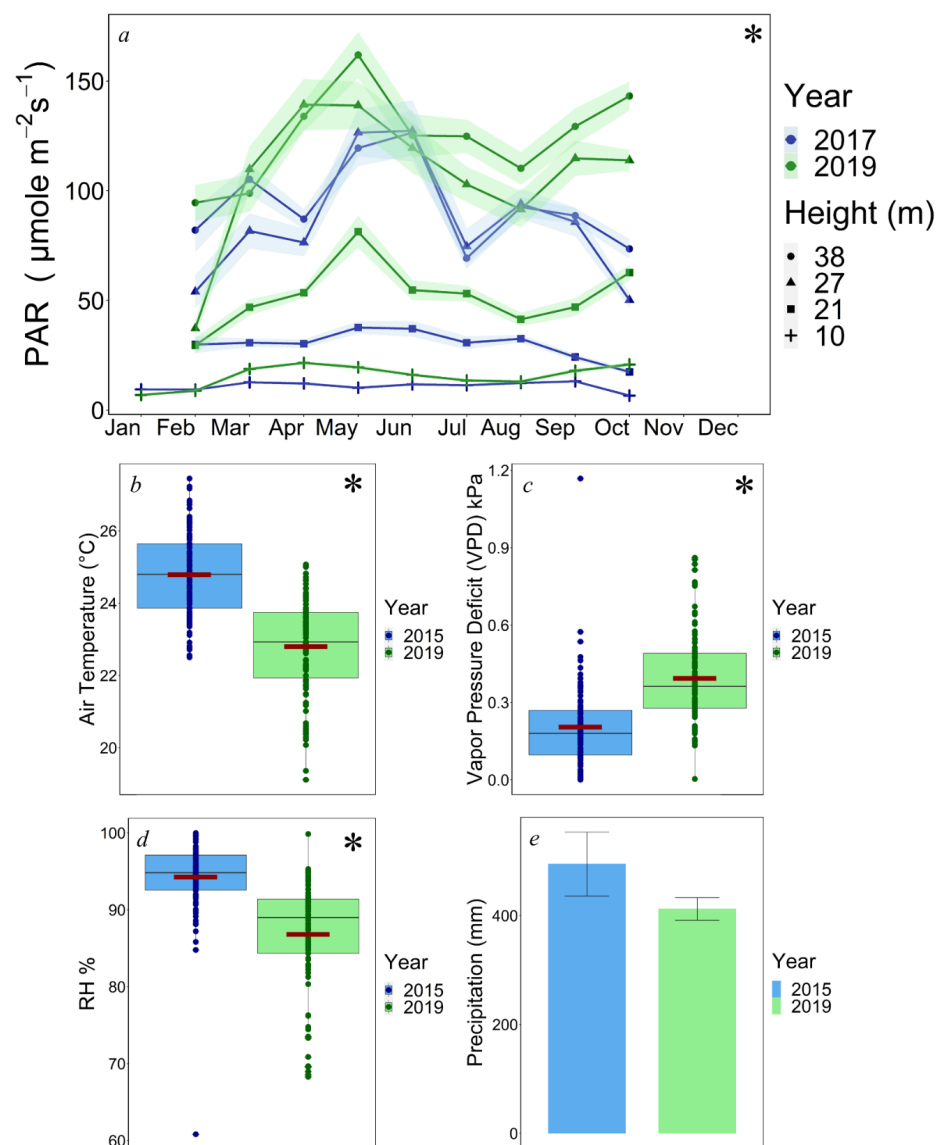 a
*
PAR ( µmole m−2s−1)
150
100
50
0
Jan Feb Mar Apr May Jun Jul Aug Sep Oct Nov Dec
Year
2017
2019
Height (m)
38
27
21
10
b
*
Air Temperature (°C)
26
24
22
20
Year
2015
2019
c
*
Vapor Pressure Deficit (VPD) kPa
1.2
0.9
0.6
0.3
0.0
Year
2015
2019
d
*
RH %
100
90
80
70
60
Year
2015
2019
e
Precipitation (mm)
400
200
0
Year
2015
2019